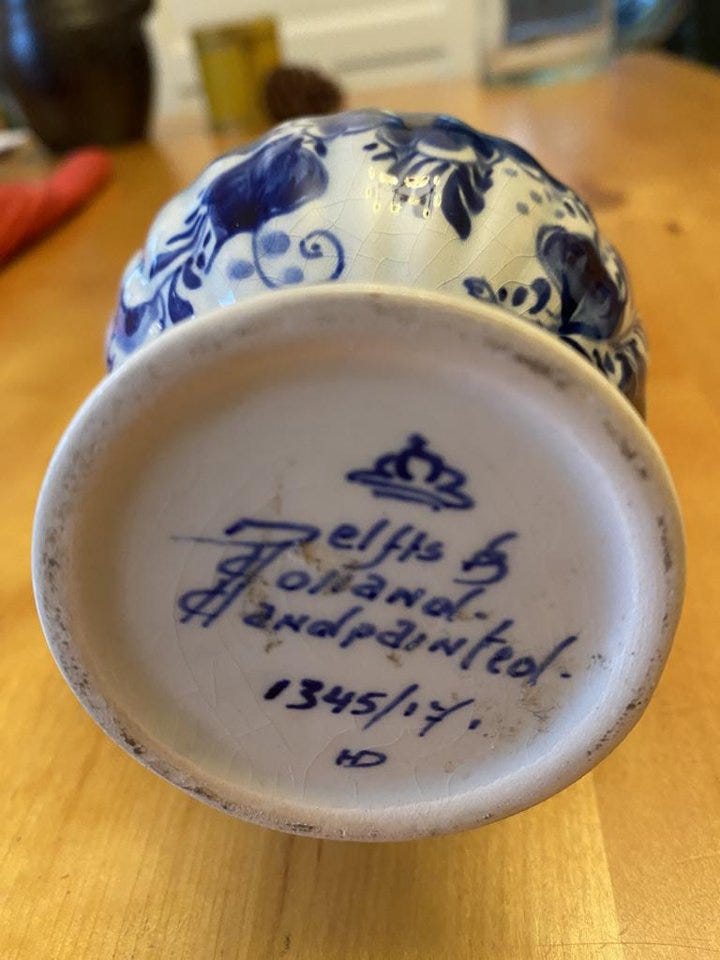 Delfts b
Holland.
Handpainted.
1345/17.
HD